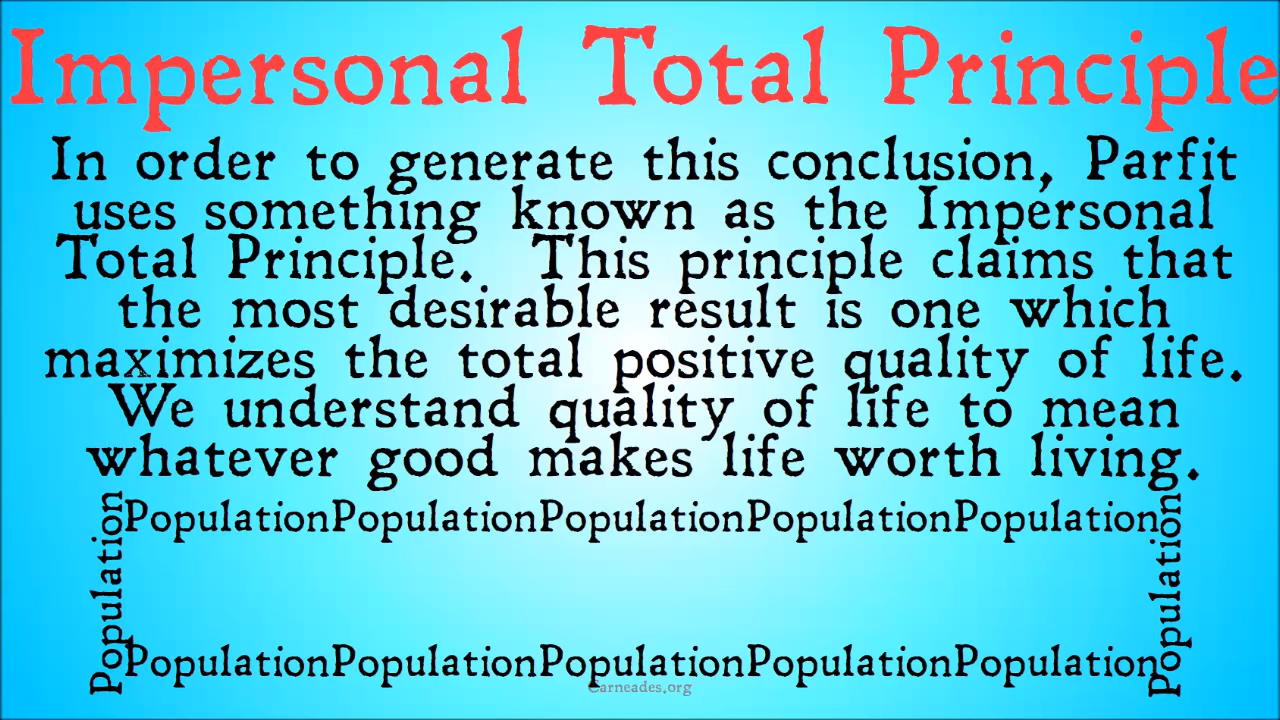 Impersonal Total Principle
In order to generate this conclusion, Parfit
uses something known as the Impersonal
Total Principle. This principle claims that
the most desirable result is one which
maximizes the total positive quality of life.
We understand quality of life to mean
whatever good makes life worth living.
PopulationPopulationPopulationPopulationPopulation
Population
Population
PopulationPopulationPopulationPopulationPopulation
Carneades.org